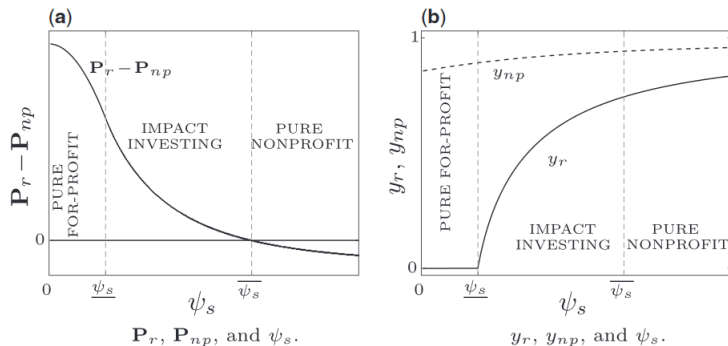 (a)
P_r − P_np
P_r − P_np
PURE
FOR-PROFIT
IMPACT
INVESTING
PURE
NONPROFIT
0
0
ψ_s
ψ_s
ψ_s
P_r, P_np, and ψ_s.
(b)
y_r, y_np
1
y_np
PURE FOR-PROFIT
y_r
IMPACT
INVESTING
PURE
NONPROFIT
0
0
ψ_s
ψ_s
ψ_s
y_r, y_np, and ψ_s.